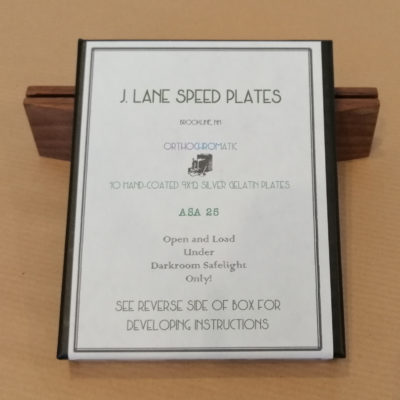 J. LANE SPEED PLATES
BROOKLINE, NH
ORTHOCHROMATIC
10 HAND-COATED 9X12 SILVER GELATIN PLATES
ASA 25
Open and Load
Under
Darkroom Safelight
Only!
SEE REVERSE SIDE OF BOX FOR
DEVELOPING INSTRUCTIONS